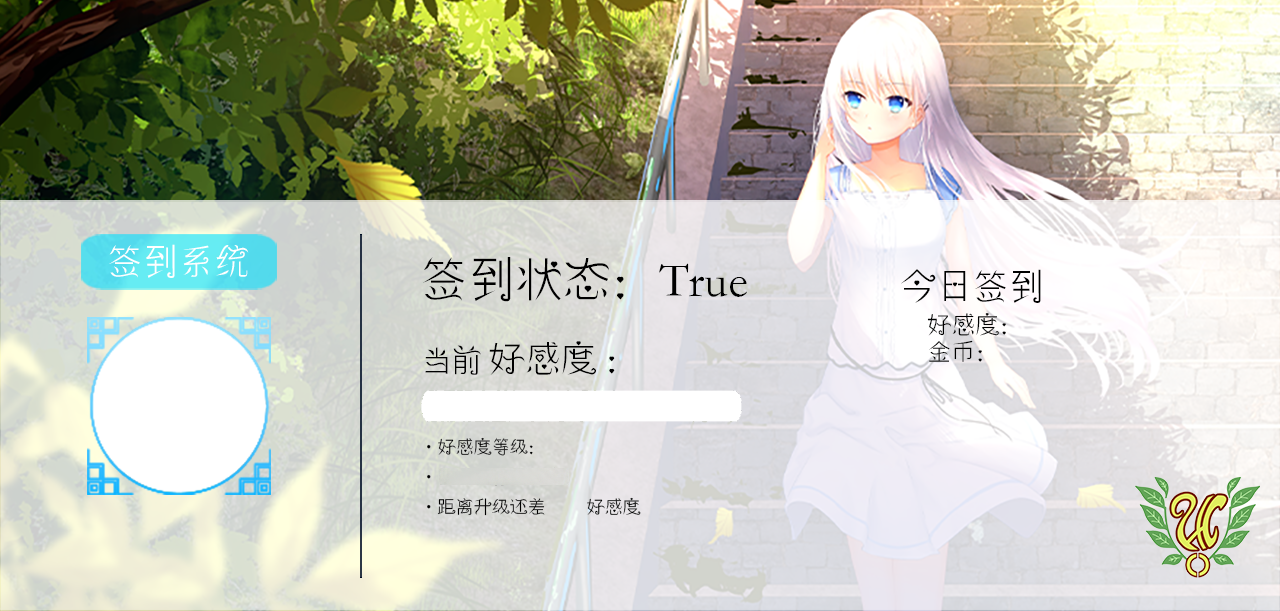 签到系统
签到状态：True
当前 好感度：
·好感度等级:
·
·距离升级还差 好感度
今日签到
好感度:
金币: